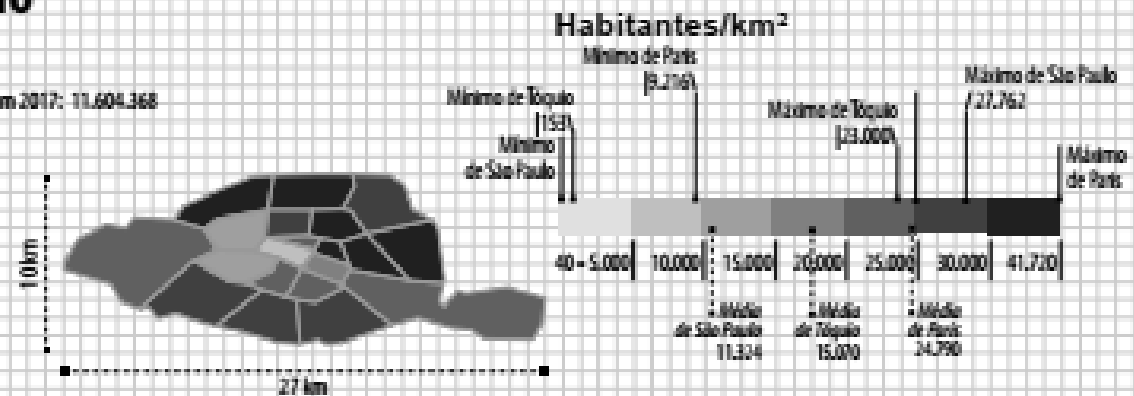 m 2017: 11.604.368
10km
27 km
Habitantes/km²
Mínimo de Paris
(9.216)
Mínimo de Tóquio
(153)
Mínimo
de São Paulo
Máximo de Tóquio
(23.000)
Máximo de São Paulo
27.762
Máximo
de Paris
40 - 5.000
10.000
15.000
20.000
25.000
30.000
41.720
Média
de São Paulo
11.324
Média
de Tóquio
15.070
Média
de Paris
24.790